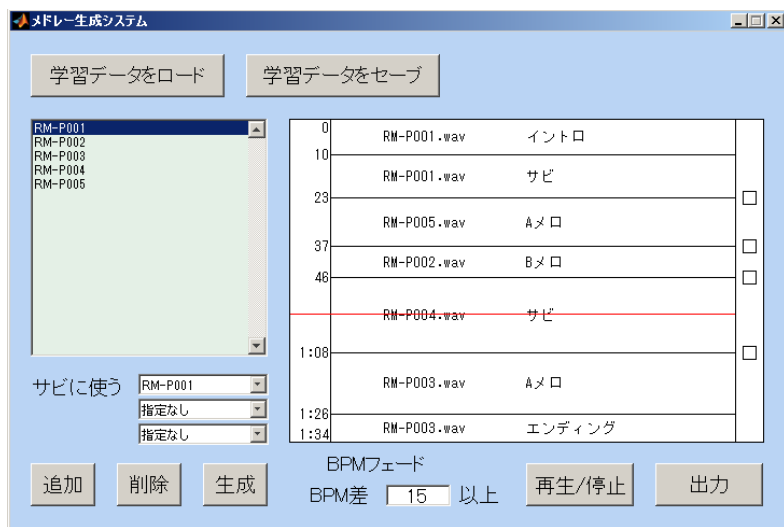 メドレー生成システム
学習データをロード 学習データをセーブ
RM-P001
RM-P002
RM-P003
RM-P004
RM-P005
0
RM-P001.wav イントロ
10
RM-P001.wav サビ
23
RM-P005.wav Aメロ
37
RM-P002.wav Bメロ
46
RM-P004.wav サビ
1:08
RM-P003.wav Aメロ
1:26
RM-P003.wav エンディング
1:34
サビに使う RM-P001
指定なし
指定なし
追加 削除 生成
BPMフェード
BPM差 15 以上
再生/停止 出力